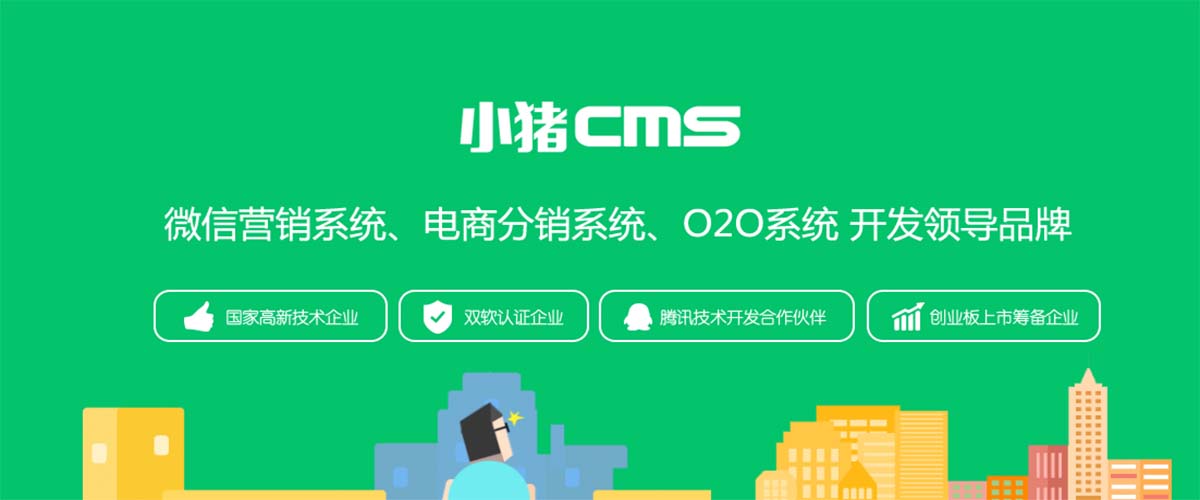 小猪CMS
微信营销系统、电商分销系统、O2O系统 开发领导品牌
国家高新技术企业
双软认证企业
腾讯技术开发合作伙伴
创业板上市筹备企业